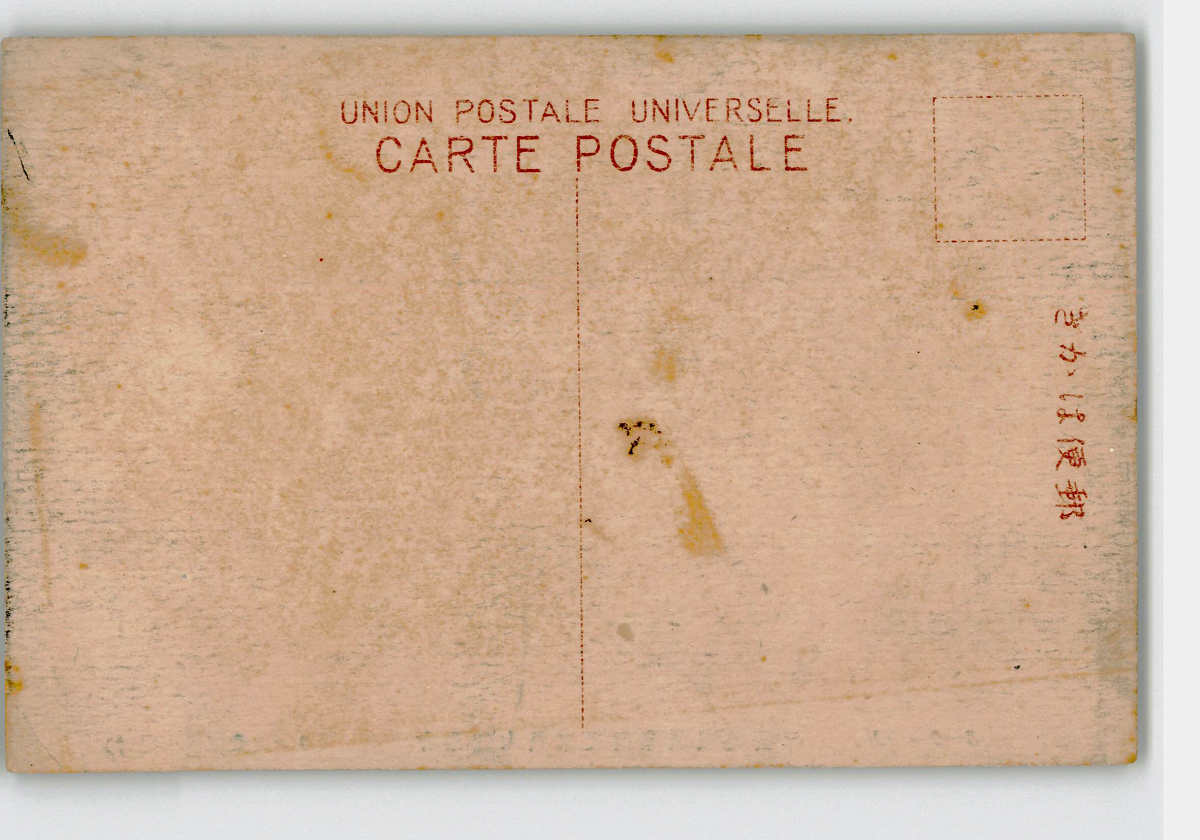 UNION POSTALE UNIVERSELLE.
CARTE POSTALE
きかは便郵